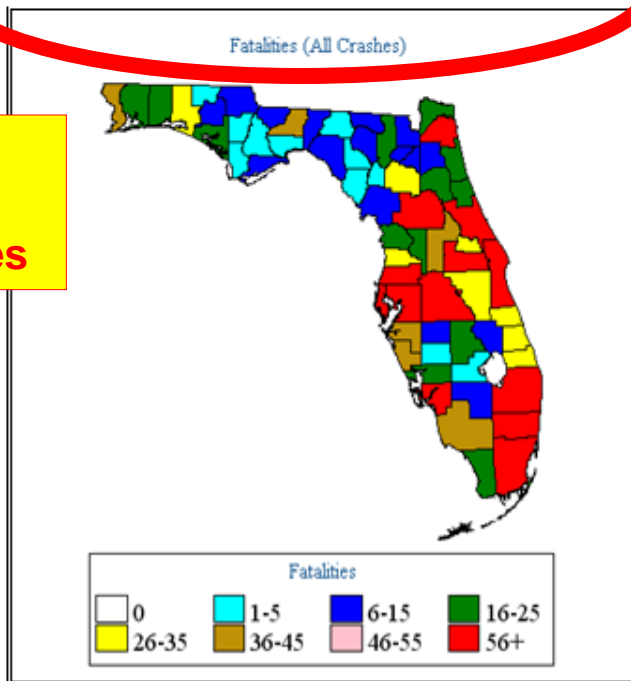 Fatalities (All Crashes)
es
Fatalities
0 1-5 6-15 16-25
26-35 36-45 46-55 56+